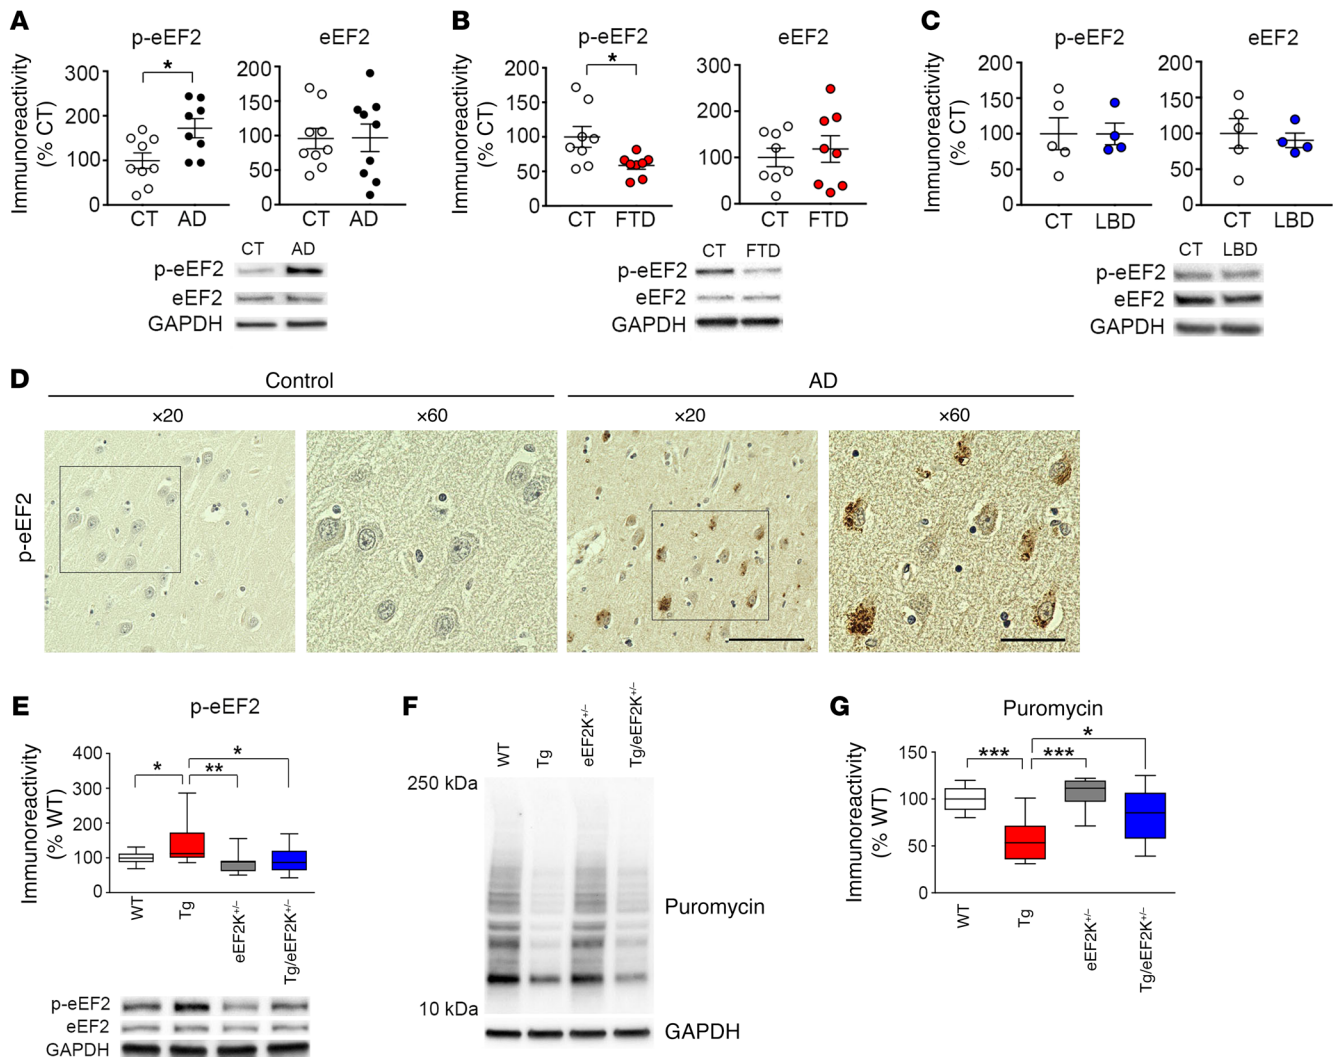 A
p-eEF2
eEF2
Immunoreactivity
(% CT)
*
300
200
100
0
CT AD
200
150
100
50
0
CT AD
CT AD
p-eEF2
eEF2
GAPDH
B
p-eEF2
eEF2
Immunoreactivity
(% CT)
*
200
150
100
50
0
CT FTD
300
200
100
0
CT FTD
CT FTD
p-eEF2
eEF2
GAPDH
C
p-eEF2
eEF2
Immunoreactivity
(% CT)
200
150
100
50
0
CT LBD
200
150
100
50
0
CT LBD
CT LBD
p-eEF2
eEF2
GAPDH
D
Control
AD
×20
×60
×20
×60
p-eEF2
E
p-eEF2
Immunoreactivity
(% WT)
400
300
200
100
0
*
**
*
WT
Tg
eEF2K+/−
Tg/eEF2K+/−
p-eEF2
eEF2
GAPDH
F
WT
Tg
eEF2K+/−
Tg/eEF2K+/−
250 kDa
Puromycin
10 kDa
GAPDH
G
Puromycin
Immunoreactivity
(% WT)
150
100
50
0
***
***
*
WT
Tg
eEF2K+/−
Tg/eEF2K+/−